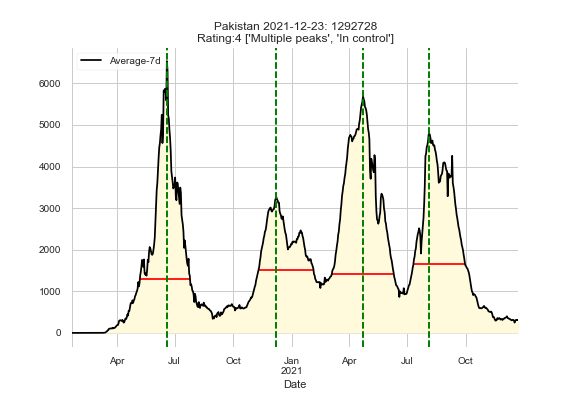 Pakistan 2021-12-23: 1292728
Rating:4 ['Multiple peaks', 'In control']
Average-7d
6000
5000
4000
3000
2000
1000
0
Apr Jul Oct Jan Apr Jul Oct
2021
Date